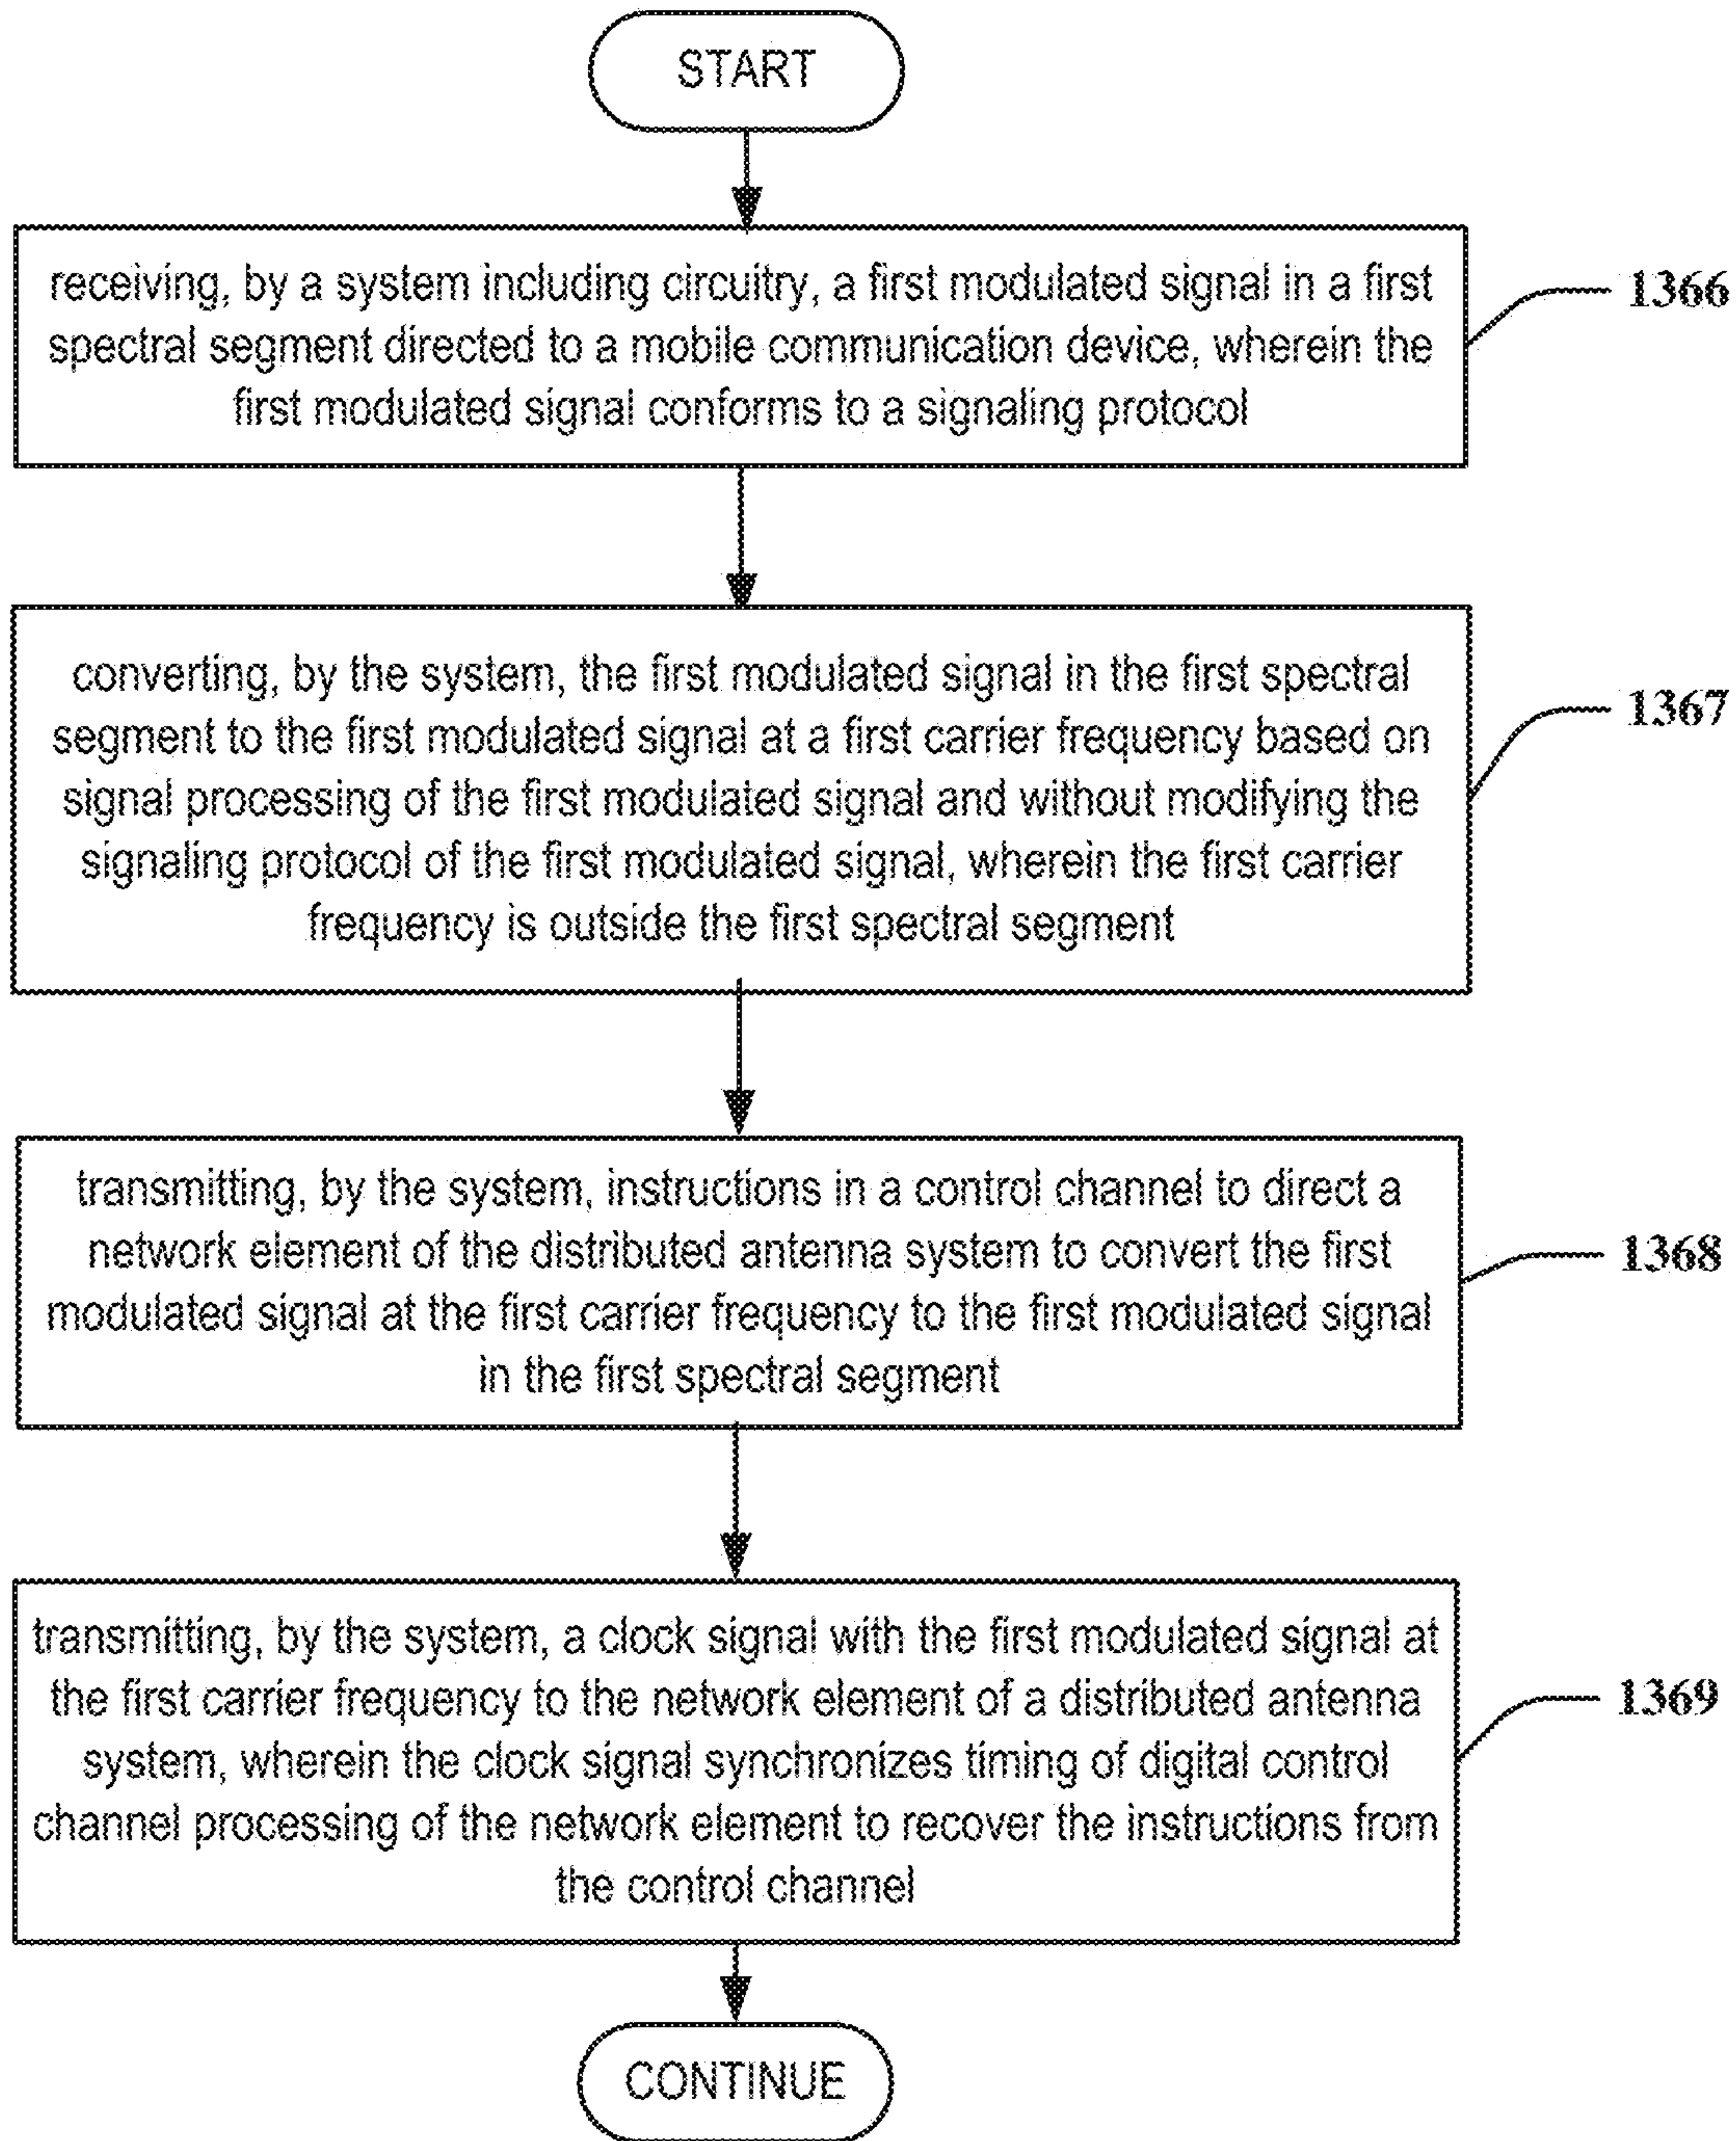 START
receiving, by a system including circuitry, a first modulated signal in a first
spectral segment directed to a mobile communication device, wherein the
first modulated signal conforms to a signaling protocol
1366
converting, by the system, the first modulated signal in the first spectral
segment to the first modulated signal at a first carrier frequency based on
signal processing of the first modulated signal and without modifying the
signaling protocol of the first modulated signal, wherein the first carrier
frequency is outside the first spectral segment
1367
transmitting, by the system, instructions in a control channel to direct a
network element of the distributed antenna system to convert the first
modulated signal at the first carrier frequency to the first modulated signal
in the first spectral segment
1368
transmitting, by the system, a clock signal with the first modulated signal at
the first carrier frequency to the network element of a distributed antenna
system, wherein the clock signal synchronizes timing of digital control
channel processing of the network element to recover the instructions from
the control channel
1369
CONTINUE